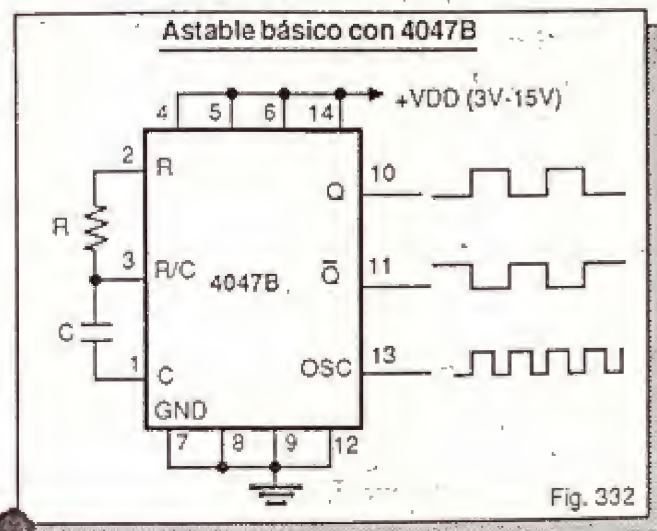 Astable básico con 4047B
4 5 6 14 +VDD (3V-15V)
2 R
Q 10
R
3 R/C 4047B Q̅ 11
C
1 C OSC 13
GND
7 8 9 12
Fig. 332